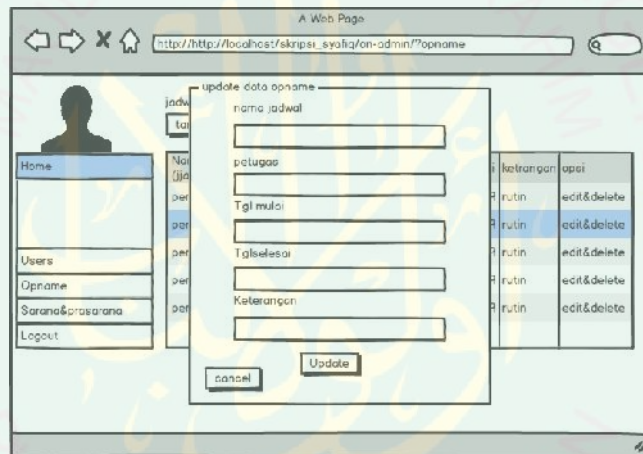 A Web Page
http://http://localhost/skripsi_syafiq/on-admin/?opname
update data opname
nama jadwal
petugas
Tgl mulai
Tglselesai
Keterangan
Update
cancel
Home
Users
Opname
Sarana&prasarana
Logout
ketrangan opsi
rutin edit&delete
rutin edit&delete
rutin edit&delete
rutin edit&delete
rutin edit&delete